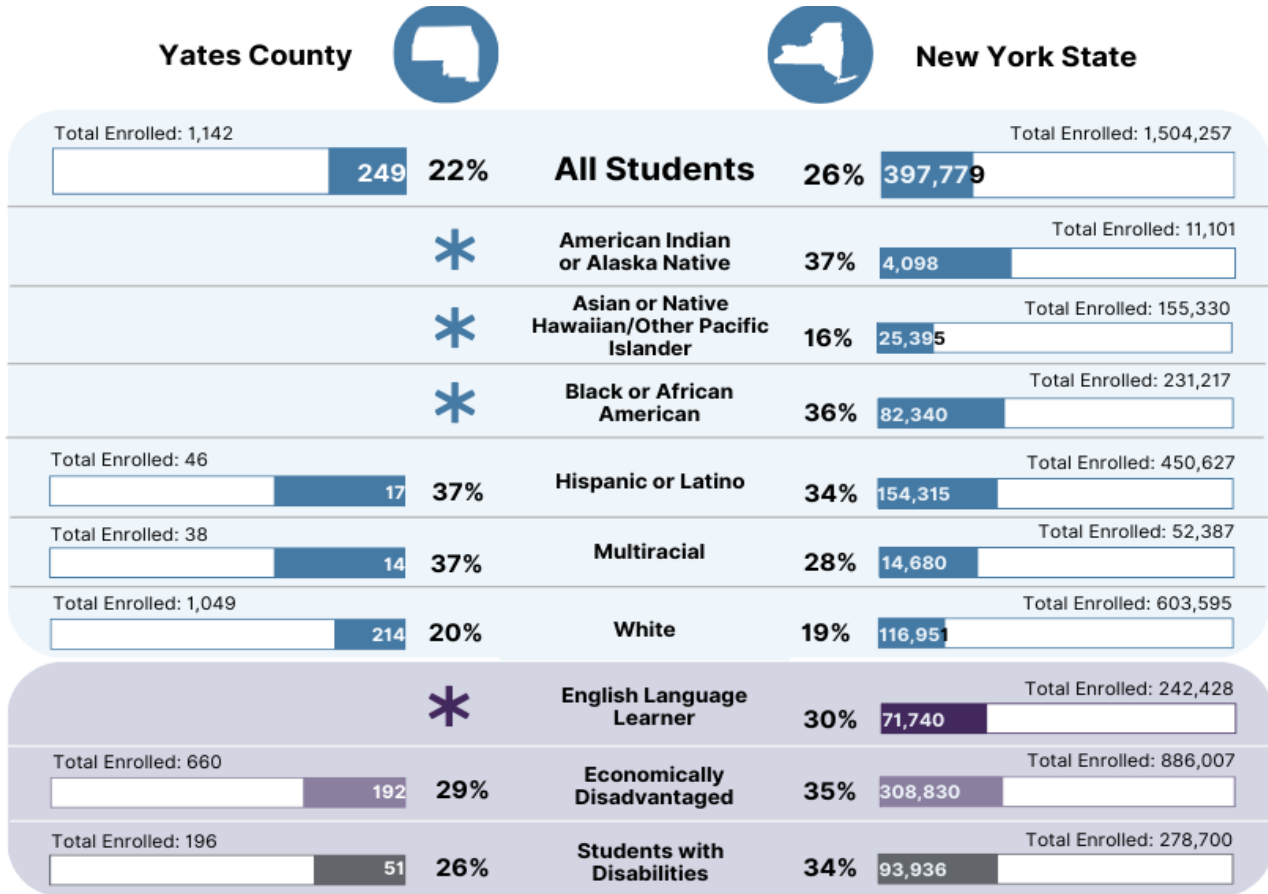 Yates County
New York State
Total Enrolled: 1,142
249
22%
All Students
26%
Total Enrolled: 1,504,257
397,779
*
American Indian
or Alaska Native
37%
Total Enrolled: 11,101
4,098
*
Asian or Native
Hawaiian/Other Pacific
Islander
16%
Total Enrolled: 155,330
25,395
*
Black or African
American
36%
Total Enrolled: 231,217
82,340
Total Enrolled: 46
17
37%
Hispanic or Latino
34%
Total Enrolled: 450,627
154,315
Total Enrolled: 38
14
37%
Multiracial
28%
Total Enrolled: 52,387
14,680
Total Enrolled: 1,049
214
20%
White
19%
Total Enrolled: 603,595
116,951
*
English Language
Learner
30%
Total Enrolled: 242,428
71,740
Total Enrolled: 660
192
29%
Economically
Disadvantaged
35%
Total Enrolled: 886,007
308,830
Total Enrolled: 196
51
26%
Students with
Disabilities
34%
Total Enrolled: 278,700
93,936